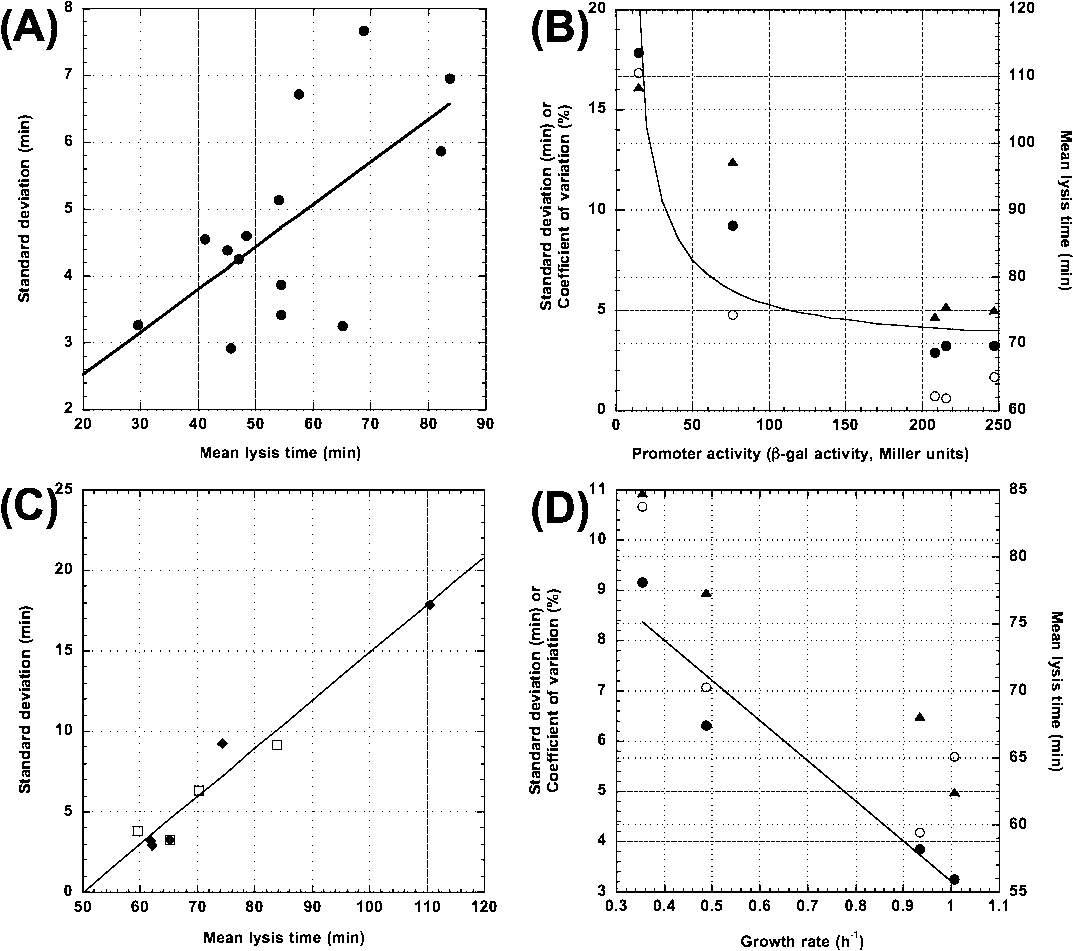 (A)
8
7
6
5
4
3
2
Standard deviation (min)
20 30 40 50 60 70 80 90
Mean lysis time (min)
(B)
20
15
10
5
0
Standard deviation (min) or
Coefficient of variation (%)
120
110
100
90
80
70
60
Mean lysis time
(min)
0 50 100 150 200 250
Promoter activity (β-gal activity, Miller units)
(C)
25
20
15
10
5
0
Standard deviation (min)
50 60 70 80 90 100 110 120
Mean lysis time (min)
(D)
11
10
9
8
7
6
5
4
3
Standard deviation (min) or
Coefficient of variation (%)
85
80
75
70
65
60
55
Mean lysis time
(min)
0.3 0.4 0.5 0.6 0.7 0.8 0.9 1 1.1
Growth rate (h⁻¹)